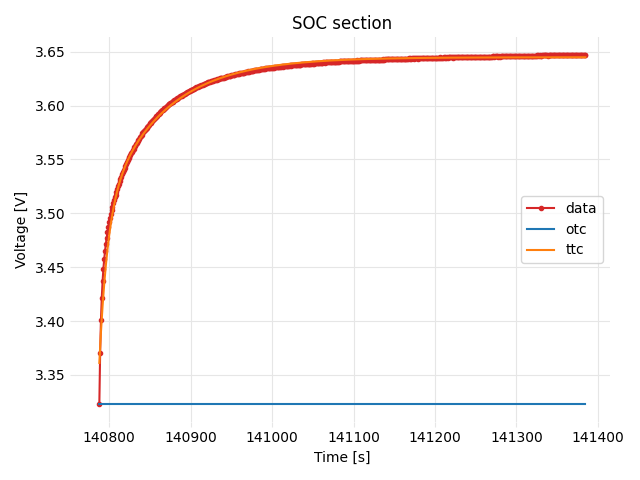 SOC section
Voltage [V]
3.65
3.60
3.55
3.50
3.45
3.40
3.35
data
otc
ttc
140800 140900 141000 141100 141200 141300 141400
Time [s]